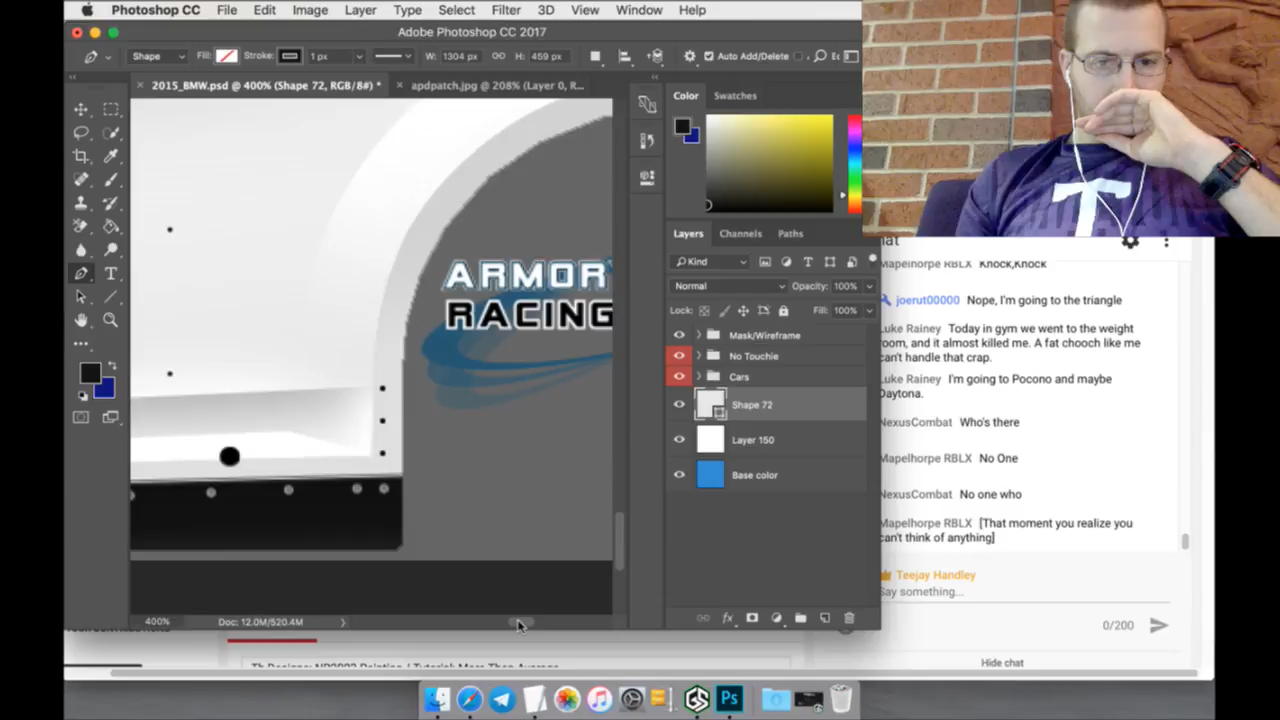 Photoshop CC File Edit Image Layer Type Select Filter 3D View Window Help
Adobe Photoshop CC 2017
Shape Fill: Stroke: 1 px W: 1304 px H: 459 px Auto Add/Delete
2015_BMW.psd @ 400% (Shape 72, RGB/8#) * apdpatch.jpg @ 208% (Layer 0, R...
Color Swatches
Layers Channels Paths
Kind
Normal Opacity: 100%
Lock: Fill: 100%
Mask/Wireframe
No Touchie
Cars
Shape 72
Layer 150
Base color
fx
ARMOR
RACING
400% Doc: 12.0M/520.4M
T
Knock,Knock
joerut00000 Nope, I'm going to the triangle
Luke Rainey Today in gym we went to the weight
room, and it almost killed me. A fat chooch like me
can't handle that crap.
Luke Rainey I'm going to Pocono and maybe
Daytona.
NexusCombat Who's there
Mapelhorpe RBLX No One
NexusCombat No one who
Mapelhorpe RBLX [That moment you realize you
can't think of anything]
Teejay Handley
Say something...
0/200
Hide chat
Ps